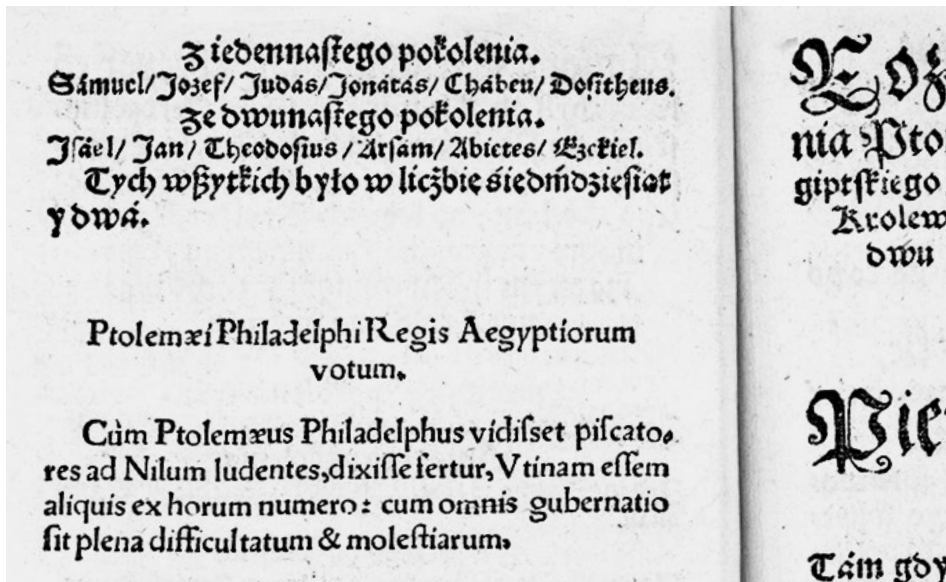 Z iedennaſtego pokolenia.
Sámuel/ Jozef/ Judás/ Jonátás/ Chábeu/ Doſitheus.
Ze dwunaſtego pokolenia.
Jſáel/ Jan/ Theodoſius/ Arſam/ Abietes/ Ezekiel.
Tych wßytkich było w licżbię śiedḿdzieſiąt
y dwá.
Ptolemæi Philadelphi Regis Aegyptiorum
votum.
Cùm Ptolemæus Philadelphus vidiſſet piſcato-
res ad Nilum ludentes, dixiſſe fertur, Vtinam eſſem
aliquis ex horum numero: cum omnis gubernatio
ſit plena difficultatum & moleſtiarum.
nia Pto
giptſkiego
Krolew
dwu
Pie
Tám gdy